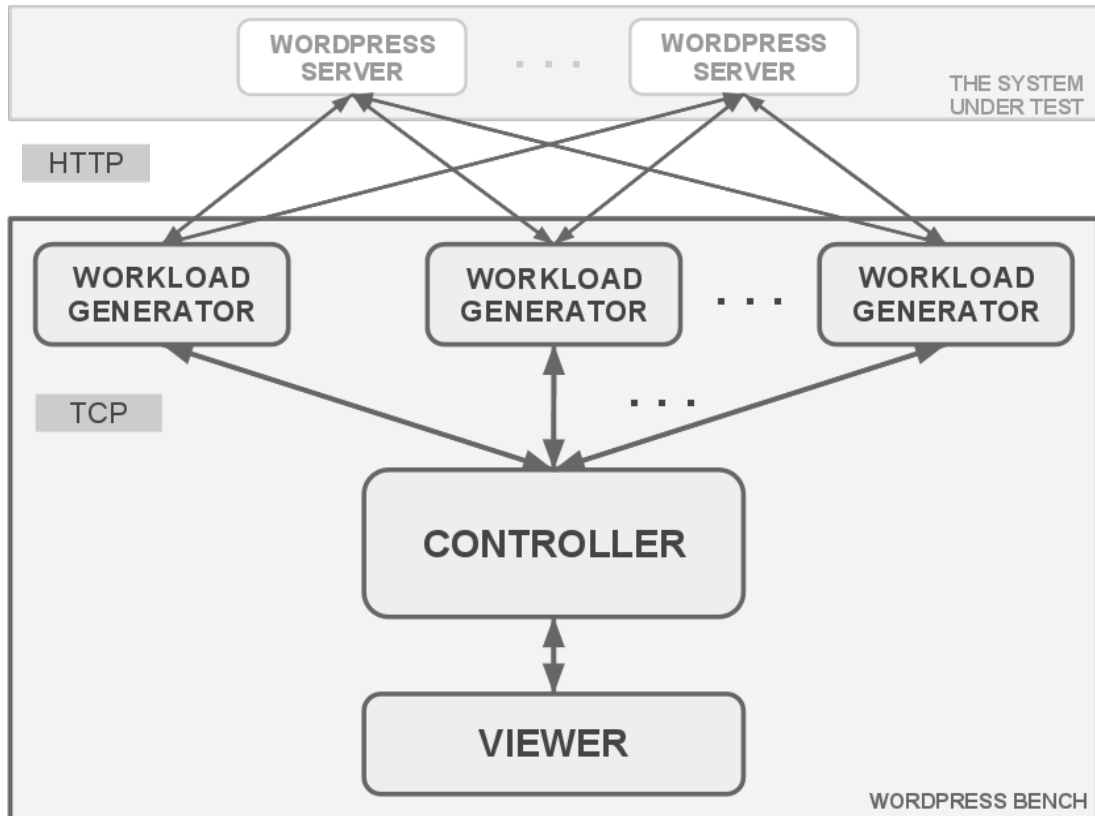 WORDPRESS
SERVER
. . .
WORDPRESS
SERVER
THE SYSTEM
UNDER TEST
HTTP
WORKLOAD
GENERATOR
WORKLOAD
GENERATOR
. . .
WORKLOAD
GENERATOR
TCP
. . .
CONTROLLER
VIEWER
WORDPRESS BENCH